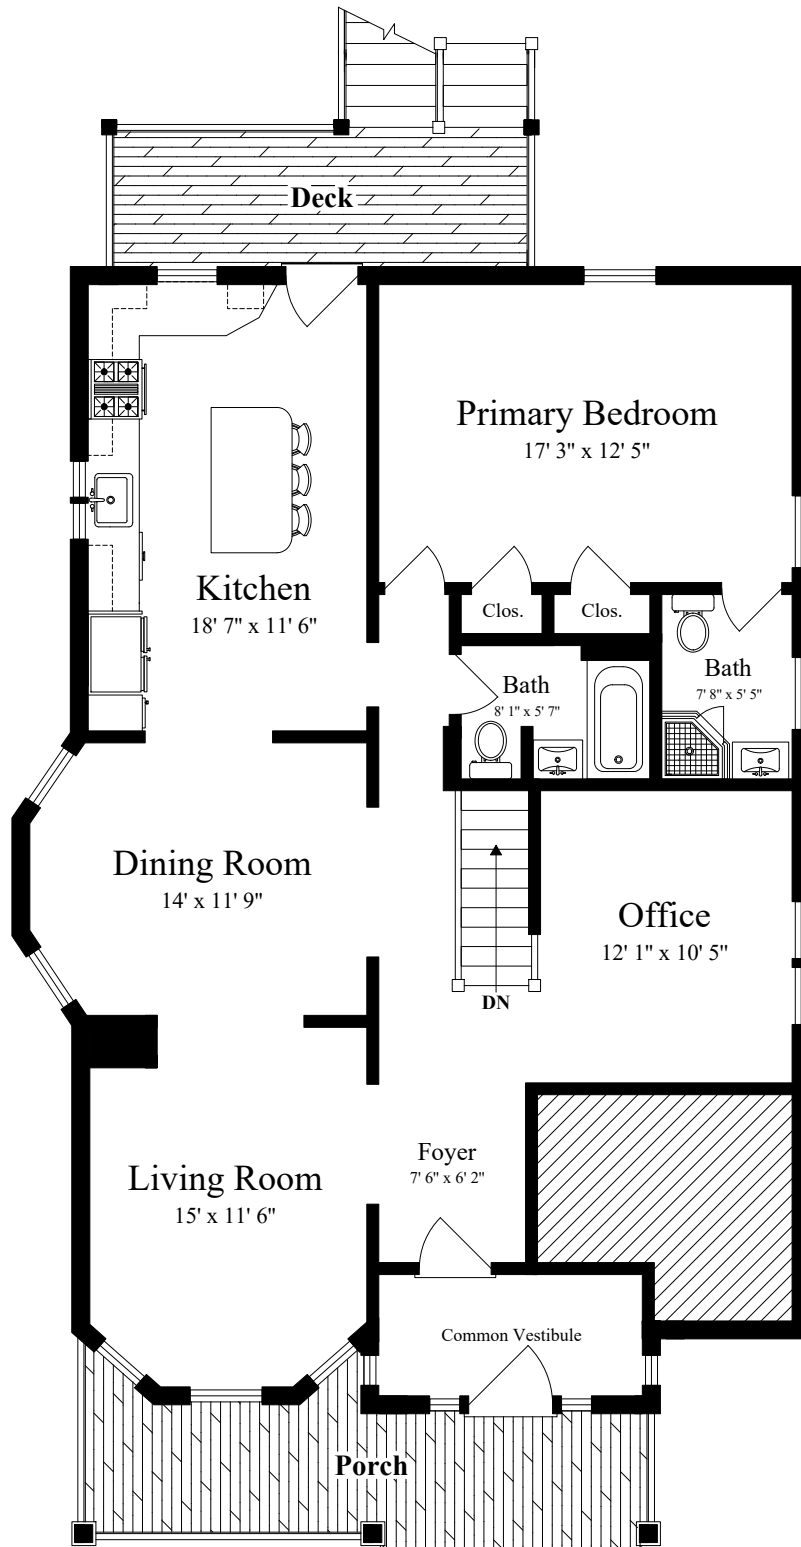 Deck
Primary Bedroom
17' 3" x 12' 5"
Kitchen
18' 7" x 11' 6"
Clos.
Clos.
Bath
8' 1" x 5' 7"
Bath
7' 8" x 5' 5"
Dining Room
14' x 11' 9"
Office
12' 1" x 10' 5"
DN
Foyer
7' 6" x 6' 2"
Living Room
15' x 11' 6"
Common Vestibule
Porch